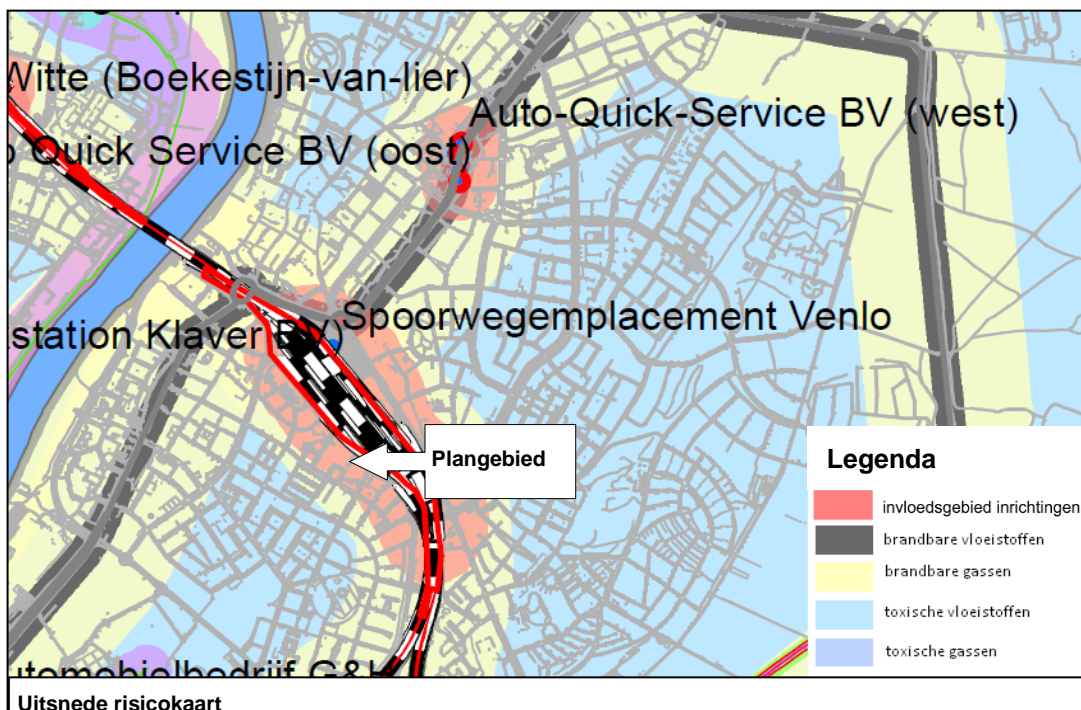 Witte (Boekestijn-van-lier)
Auto-Quick-Service BV (west)
Quick Service BV (oost)
Spoorwegemplacement Venlo
station Klaver BV)
Plangebied
Legenda
invloedsgebied inrichtingen
brandbare vloeistoffen
brandbare gassen
toxische vloeistoffen
toxische gassen
utomobielbedrijf G&H
Uitsnede risicokaart